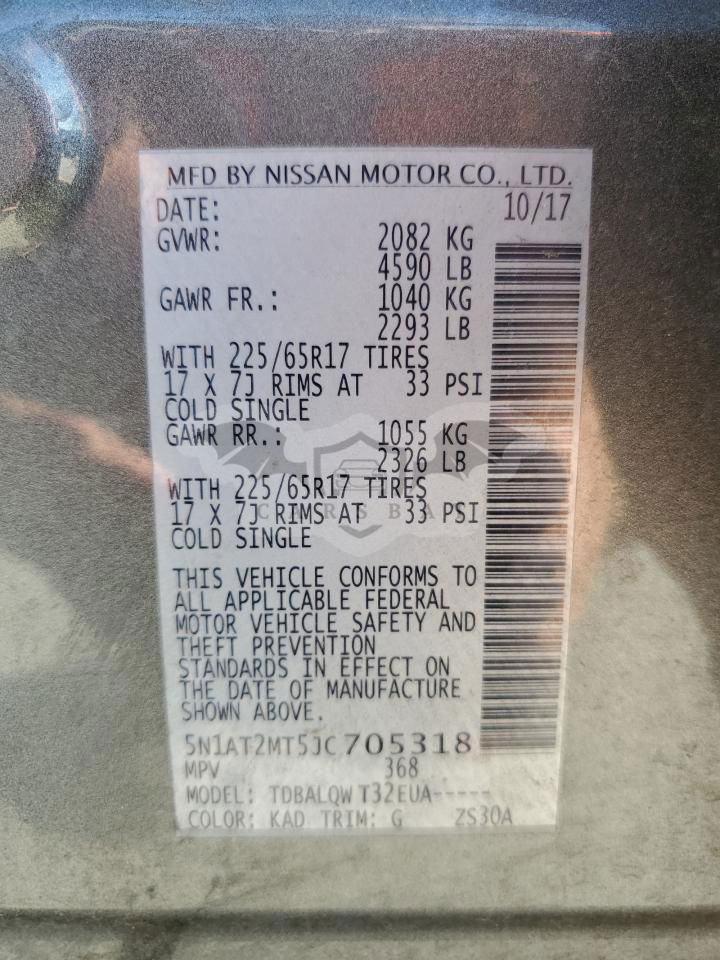 MFD BY NISSAN MOTOR CO., LTD.
DATE: 10/17
GVWR: 2082 KG
4590 LB
GAWR FR.: 1040 KG
2293 LB
WITH 225/65R17 TIRES
17 X 7J RIMS AT 33 PSI
COLD SINGLE
GAWR RR.: 1055 KG
2326 LB
WITH 225/65R17 TIRES
17 X 7J RIMS AT 33 PSI
COLD SINGLE
THIS VEHICLE CONFORMS TO
ALL APPLICABLE FEDERAL
MOTOR VEHICLE SAFETY AND
THEFT PREVENTION
STANDARDS IN EFFECT ON
THE DATE OF MANUFACTURE
SHOWN ABOVE.
5N1AT2MT5JC705318
MPV 368
MODEL: TDBALQW T32EUA-----
COLOR: KAD TRIM: G ZS30A